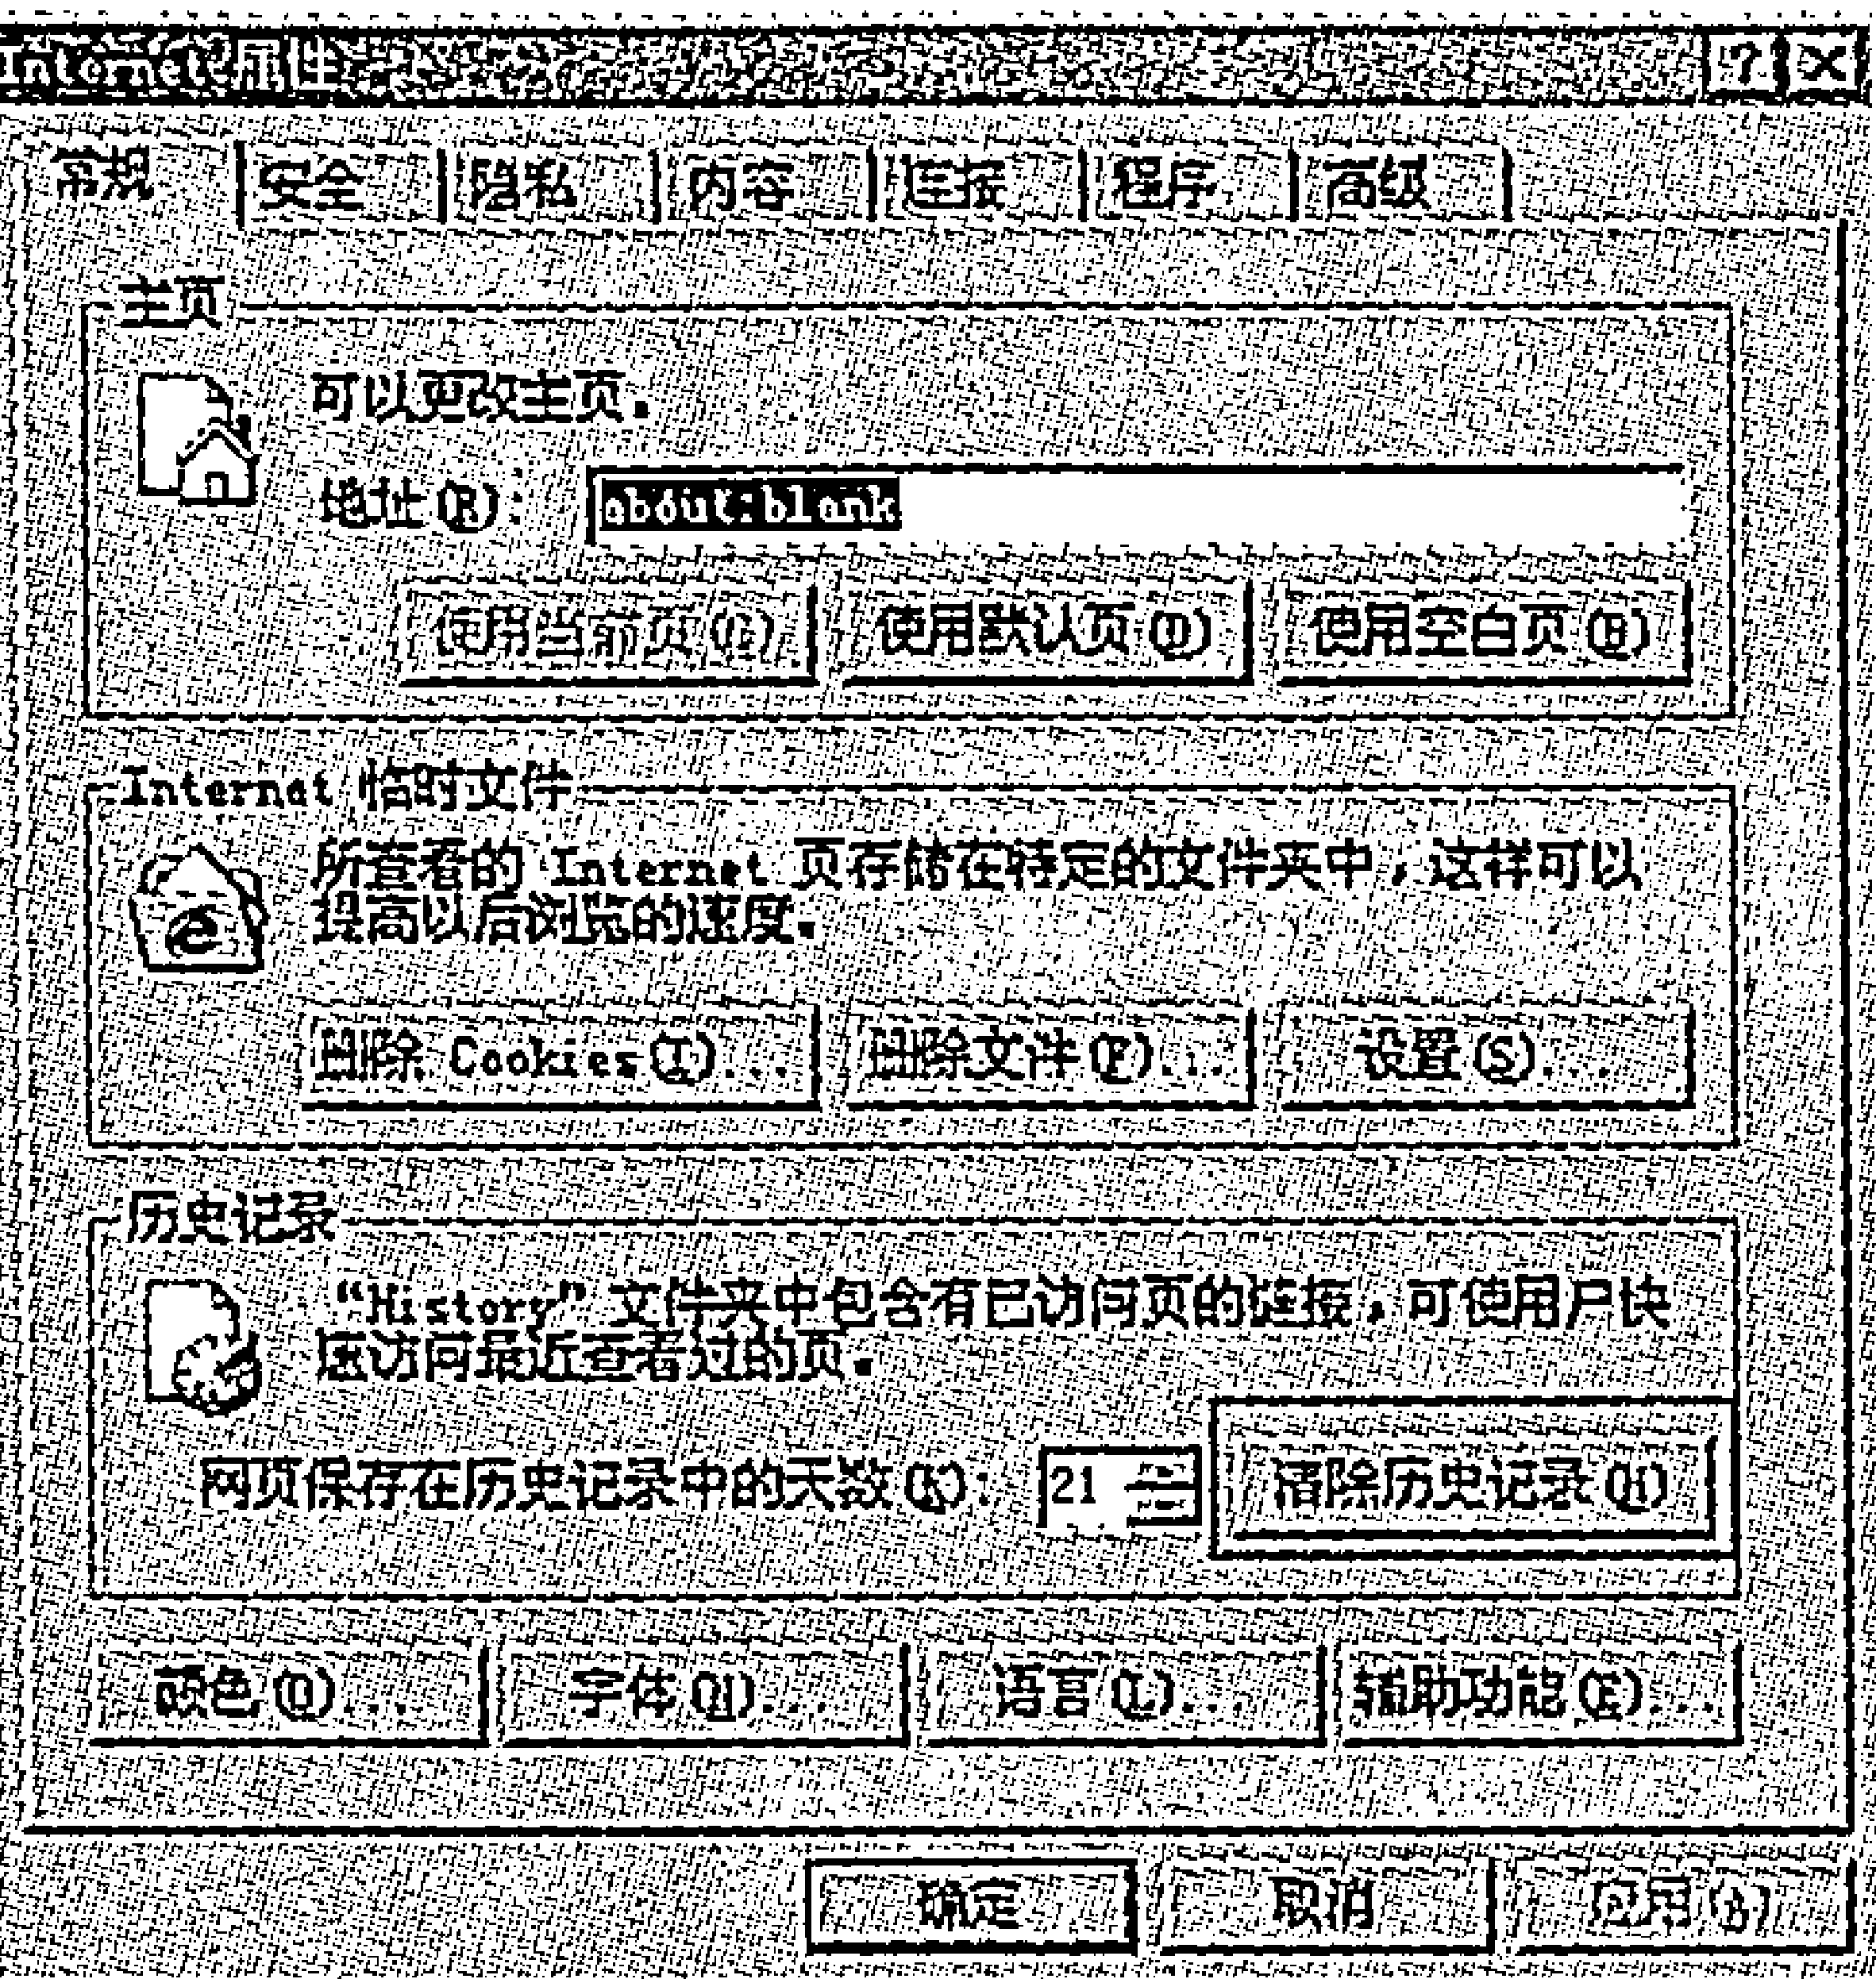 Internet 属性
? X
常规 安全 隐私 内容 连接 程序 高级
主页
可以更改主页。
地址(R):
about:blank
使用当前页(C) 使用默认页(D) 使用空白页(B)
Internet 临时文件
所查看的 Internet 页存储在特定的文件夹中，这样可以
提高以后浏览的速度。
删除 Cookies(I)... 删除文件(F)... 设置(S)...
历史记录
“History” 文件夹中包含有已访问页的链接，可使用户快
速访问最近查看过的页。
网页保存在历史记录中的天数(K): 21 清除历史记录(H)
颜色(O)... 字体(N)... 语言(L)... 辅助功能(E)...
确定 取消 应用(A)